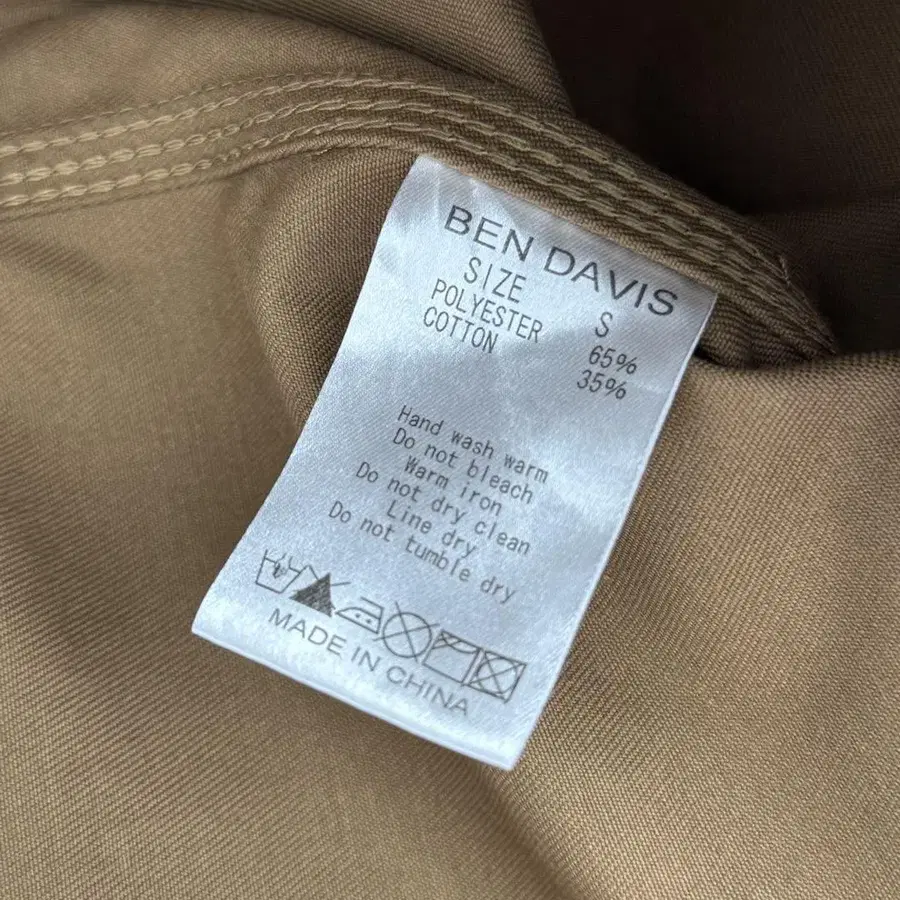 BEN DAVIS
SIZE S
POLYESTER 65%
COTTON 35%
Hand wash warm
Do not bleach
Warm iron
Do not dry clean
Line dry
Do not tumble dry
MADE IN CHINA